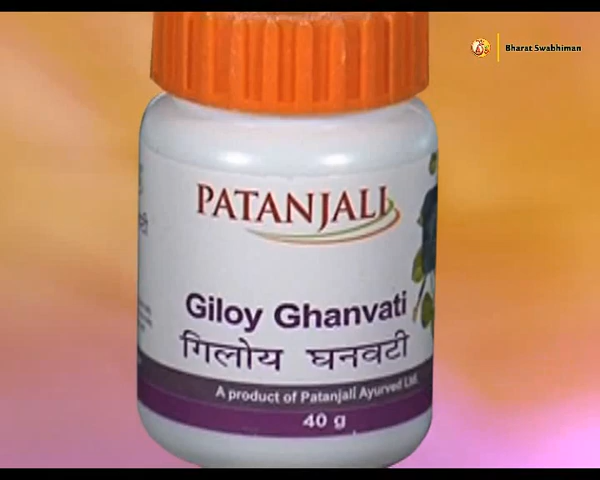 Bharat Swabhiman
PATANJALI
Giloy Ghanvati
गिलोय घनवटी
A product of Patanjali Ayurved Ltd.
40 g